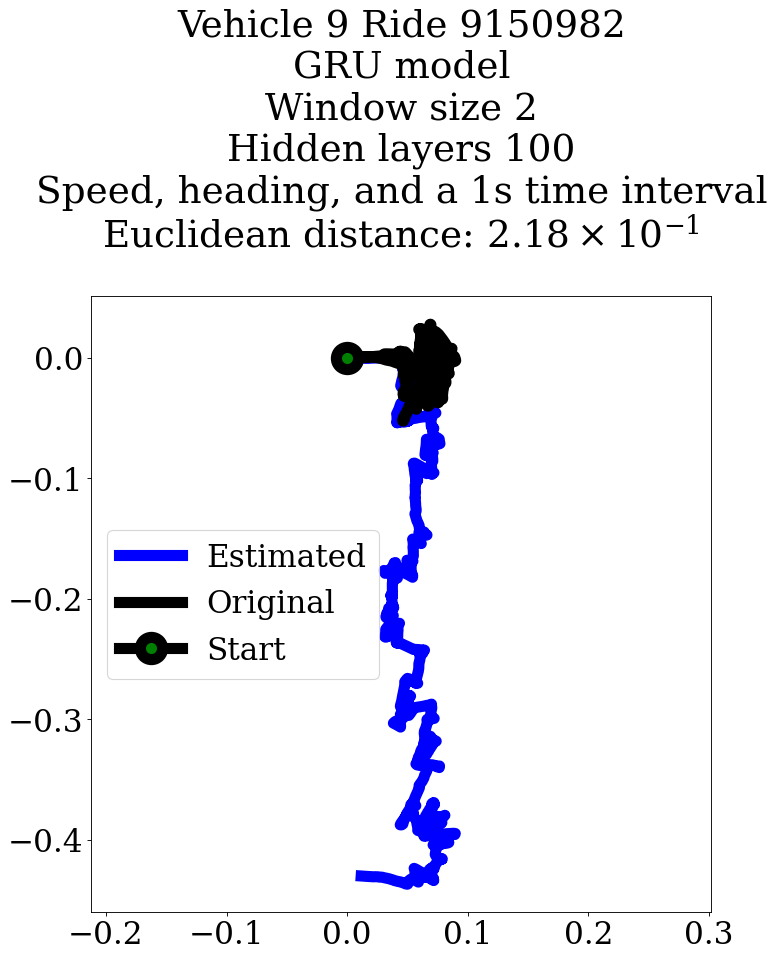 Vehicle 9 Ride 9150982
GRU model
Window size 2
Hidden layers 100
Speed, heading, and a 1s time interval
Euclidean distance: 2.18 × 10⁻¹
0.0
−0.1
−0.2
−0.3
−0.4
Estimated
Original
Start
−0.2 −0.1 0.0 0.1 0.2 0.3